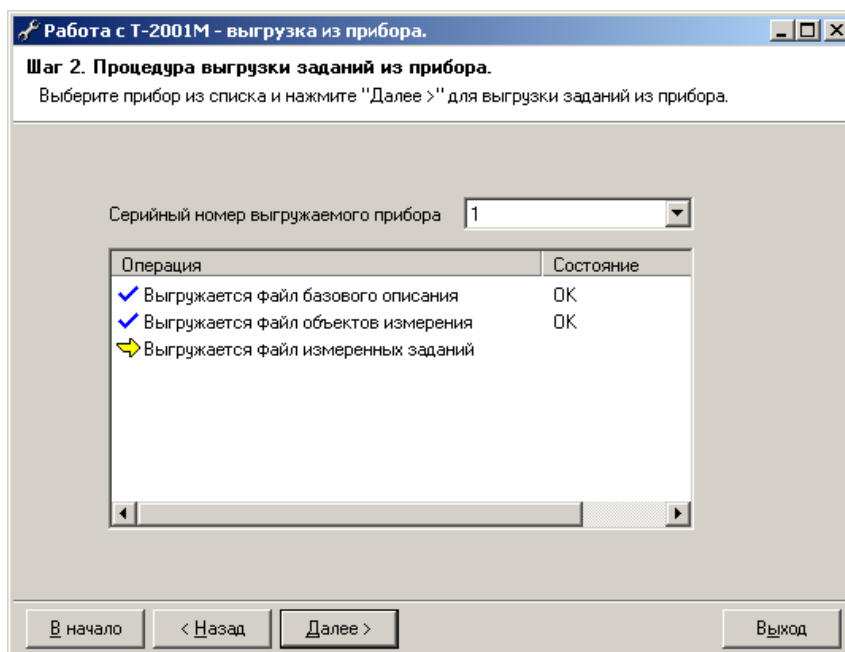 Работа с Т-2001М - выгрузка из прибора.
Шаг 2. Процедура выгрузки заданий из прибора.
Выберите прибор из списка и нажмите "Далее >" для выгрузки заданий из прибора.
Серийный номер выгружаемого прибора 1
Операция Состояние
Выгружается файл базового описания OK
Выгружается файл объектов измерения OK
Выгружается файл измеренных заданий
В начало < Назад Далее > Выход